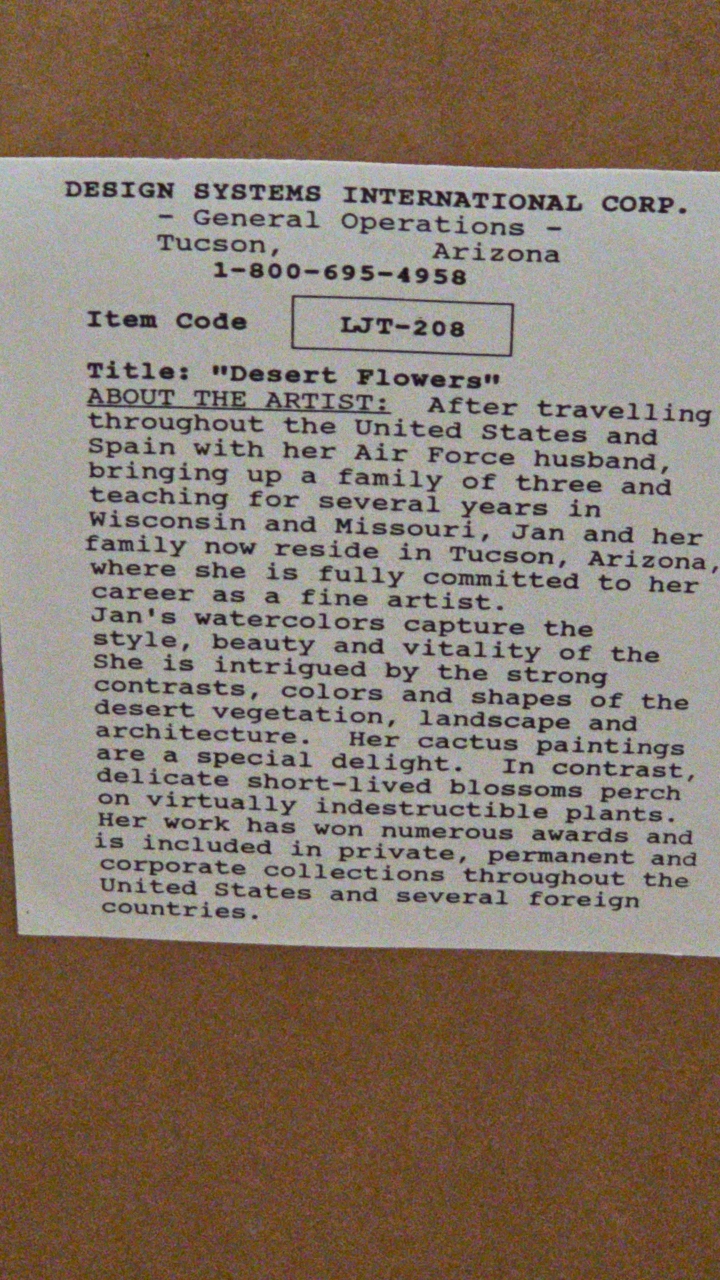 DESIGN SYSTEMS INTERNATIONAL CORP.
- General Operations -
Tucson, Arizona
1-800-695-4958
Item Code LJT-208
Title: "Desert Flowers"
ABOUT THE ARTIST: After travelling
throughout the United States and
Spain with her Air Force husband,
bringing up a family of three and
teaching for several years in
Wisconsin and Missouri, Jan and her
family now reside in Tucson, Arizona,
where she is fully committed to her
career as a fine artist.
Jan's watercolors capture the
style, beauty and vitality of the
She is intrigued by the strong
contrasts, colors and shapes of the
desert vegetation, landscape and
architecture. Her cactus paintings
are a special delight. In contrast,
delicate short-lived blossoms perch
on virtually indestructible plants.
Her work has won numerous awards and
is included in private, permanent and
corporate collections throughout the
United States and several foreign
countries.